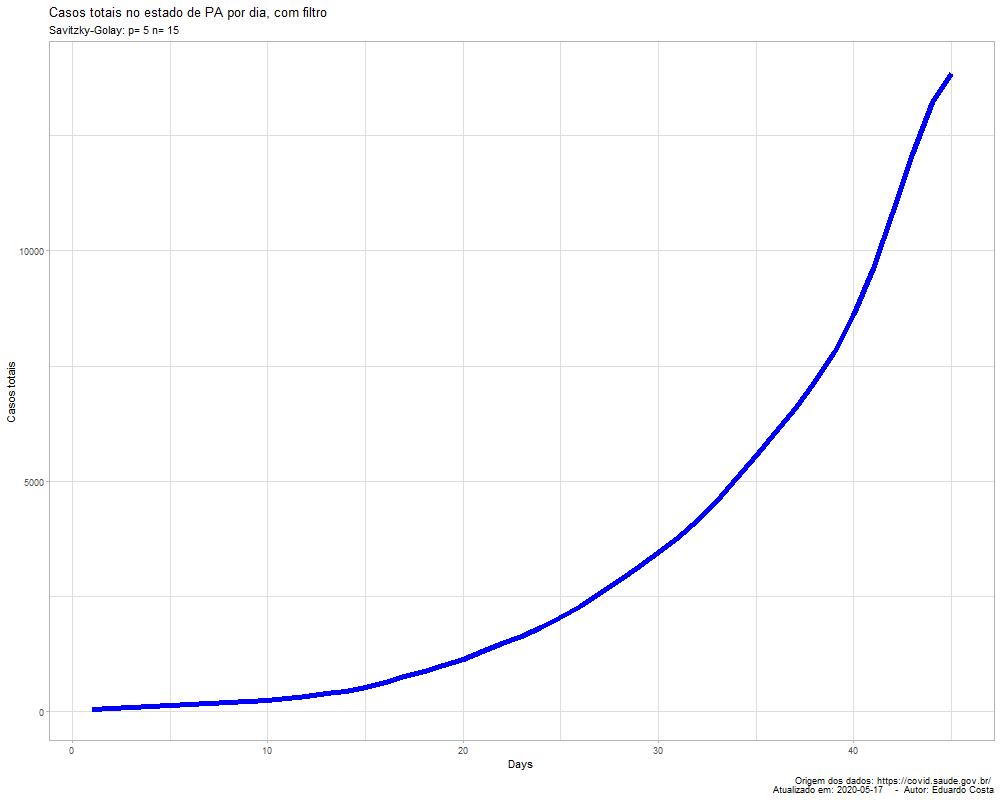 Casos totais no estado de PA por dia, com filtro
Savitzky-Golay: p= 5 n= 15
Casos totais
10000
5000
0
0 10 20 30 40
Days
Origem dos dados: https://covid.saude.gov.br/
Atualizado em: 2020-05-17 - Autor: Eduardo Costa